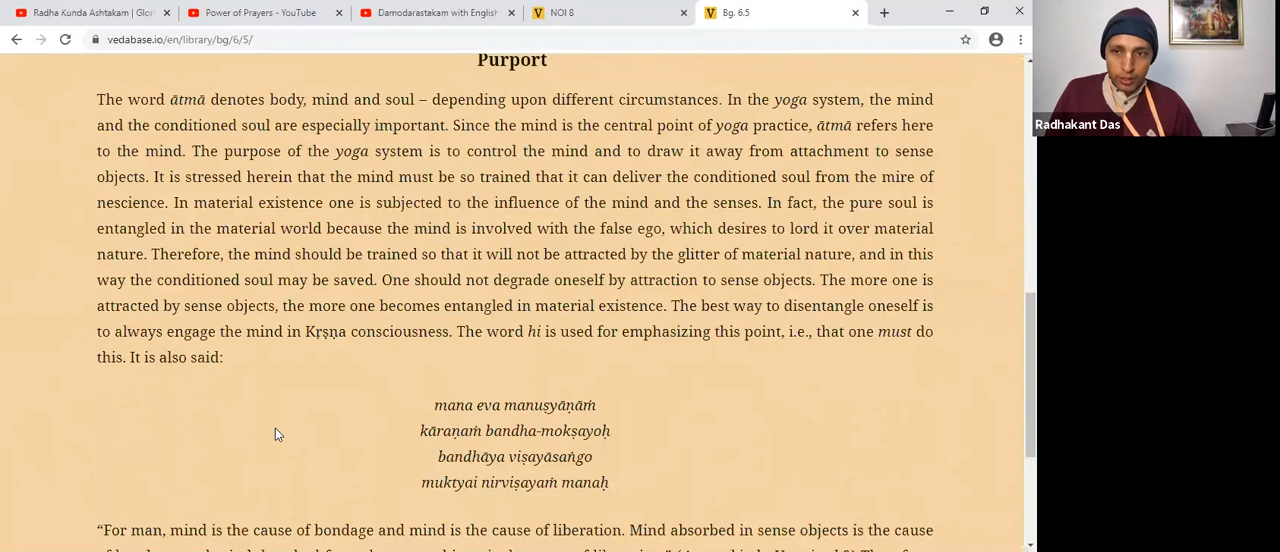 Radha Kunda Ashtakam | Glori
Power of Prayers - YouTube
Damodarastakam with English
NOI 8
Bg. 6.5
vedabase.io/en/library/bg/6/5/
Purport
The word ātmā denotes body, mind and soul – depending upon different circumstances. In the yoga system, the mind
and the conditioned soul are especially important. Since the mind is the central point of yoga practice, ātmā refers here
to the mind. The purpose of the yoga system is to control the mind and to draw it away from attachment to sense
objects. It is stressed herein that the mind must be so trained that it can deliver the conditioned soul from the mire of
nescience. In material existence one is subjected to the influence of the mind and the senses. In fact, the pure soul is
entangled in the material world because the mind is involved with the false ego, which desires to lord it over material
nature. Therefore, the mind should be trained so that it will not be attracted by the glitter of material nature, and in this
way the conditioned soul may be saved. One should not degrade oneself by attraction to sense objects. The more one is
attracted by sense objects, the more one becomes entangled in material existence. The best way to disentangle oneself is
to always engage the mind in Kṛṣṇa consciousness. The word hi is used for emphasizing this point, i.e., that one must do
this. It is also said:
mana eva manuṣyāṇāṁ
kāraṇaṁ bandha-mokṣayoḥ
bandhāya viṣayāsaṅgo
muktyai nirviṣayaṁ manaḥ
“For man, mind is the cause of bondage and mind is the cause of liberation. Mind absorbed in sense objects is the cause
Radhakant Das